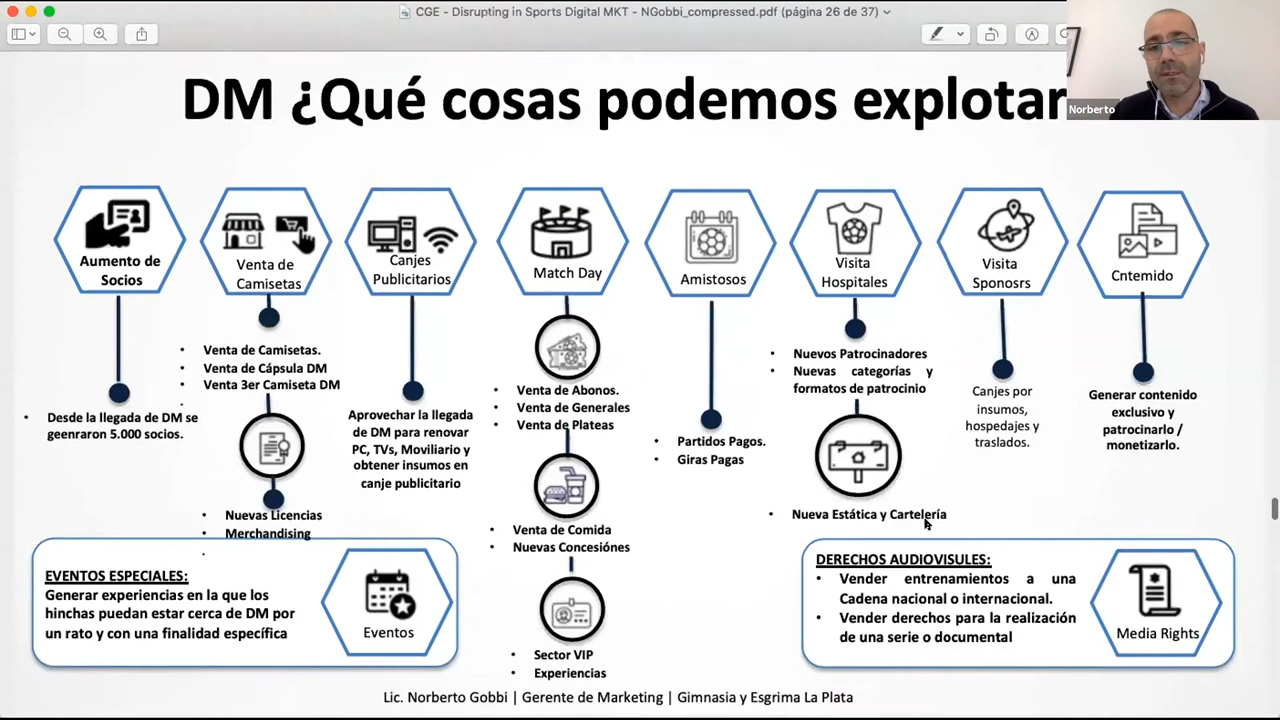 CGE - Disrupting in Sports Digital MKT - NGobbi_compressed.pdf (página 26 de 37)
Norberto
DM ¿Qué cosas podemos explotar
Aumento de
Socios
• Desde la llegada de DM se
geenraron 5.000 socios.
Venta de
Camisetas
• Venta de Camisetas.
• Venta de Cápsula DM
• Venta 3er Camiseta DM
• Nuevas Licencias
• Merchandising
Canjes
Publicitarios
Aprovechar la llegada
de DM para renovar
PC, TVs, Moviliario y
obtener insumos en
canje publicitario
Match Day
• Venta de Abonos.
• Venta de Generales
• Venta de Plateas
• Venta de Comida
• Nuevas Concesiónes
• Sector VIP
• Experiencias
Amistosos
• Partidos Pagos.
• Giras Pagas
Visita
Hospitales
• Nuevos Patrocinadores
• Nuevas categorías y
formatos de patrocinio
• Nueva Estática y Cartelería
Visita
Sponosrs
Canjes por
insumos,
hospedajes y
traslados.
Cntemido
Generar contenido
exclusivo y
patrocinarlo /
monetizarlo.
EVENTOS ESPECIALES:
Generar experiencias en la que los
hinchas puedan estar cerca de DM por
un rato y con una finalidad específica
Eventos
DERECHOS AUDIOVISULES:
• Vender entrenamientos a una
Cadena nacional o internacional.
• Vender derechos para la realización
de una serie o documental
Media Rights
Lic. Norberto Gobbi | Gerente de Marketing | Gimnasia y Esgrima La Plata